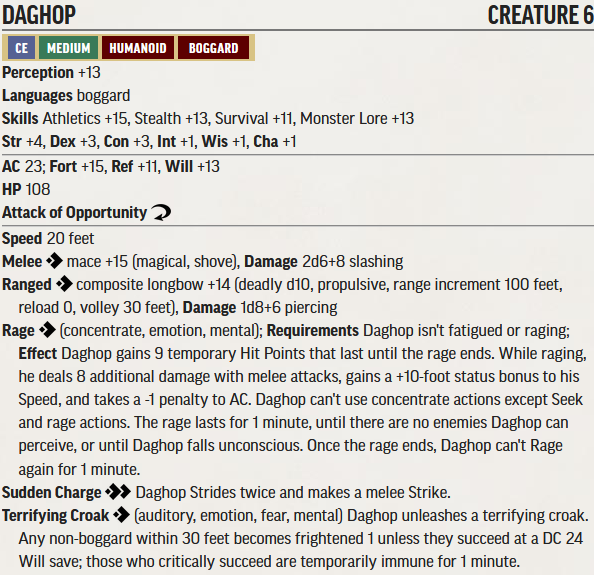 DAGHOP CREATURE 6
CE MEDIUM HUMANOID BOGGARD
Perception +13
Languages boggard
Skills Athletics +15, Stealth +13, Survival +11, Monster Lore +13
Str +4, Dex +3, Con +3, Int +1, Wis +1, Cha +1
AC 23; Fort +15, Ref +11, Will +13
HP 108
Attack of Opportunity
Speed 20 feet
Melee mace +15 (magical, shove), Damage 2d6+8 slashing
Ranged composite longbow +14 (deadly d10, propulsive, range increment 100 feet,
reload 0, volley 30 feet), Damage 1d8+6 piercing
Rage (concentrate, emotion, mental); Requirements Daghop isn't fatigued or raging;
Effect Daghop gains 9 temporary Hit Points that last until the rage ends. While raging,
he deals 8 additional damage with melee attacks, gains a +10-foot status bonus to his
Speed, and takes a -1 penalty to AC. Daghop can't use concentrate actions except Seek
and rage actions. The rage lasts for 1 minute, until there are no enemies Daghop can
perceive, or until Daghop falls unconscious. Once the rage ends, Daghop can't Rage
again for 1 minute.
Sudden Charge Daghop Strides twice and makes a melee Strike.
Terrifying Croak (auditory, emotion, fear, mental) Daghop unleashes a terrifying croak.
Any non-boggard within 30 feet becomes frightened 1 unless they succeed at a DC 24
Will save; those who critically succeed are temporarily immune for 1 minute.